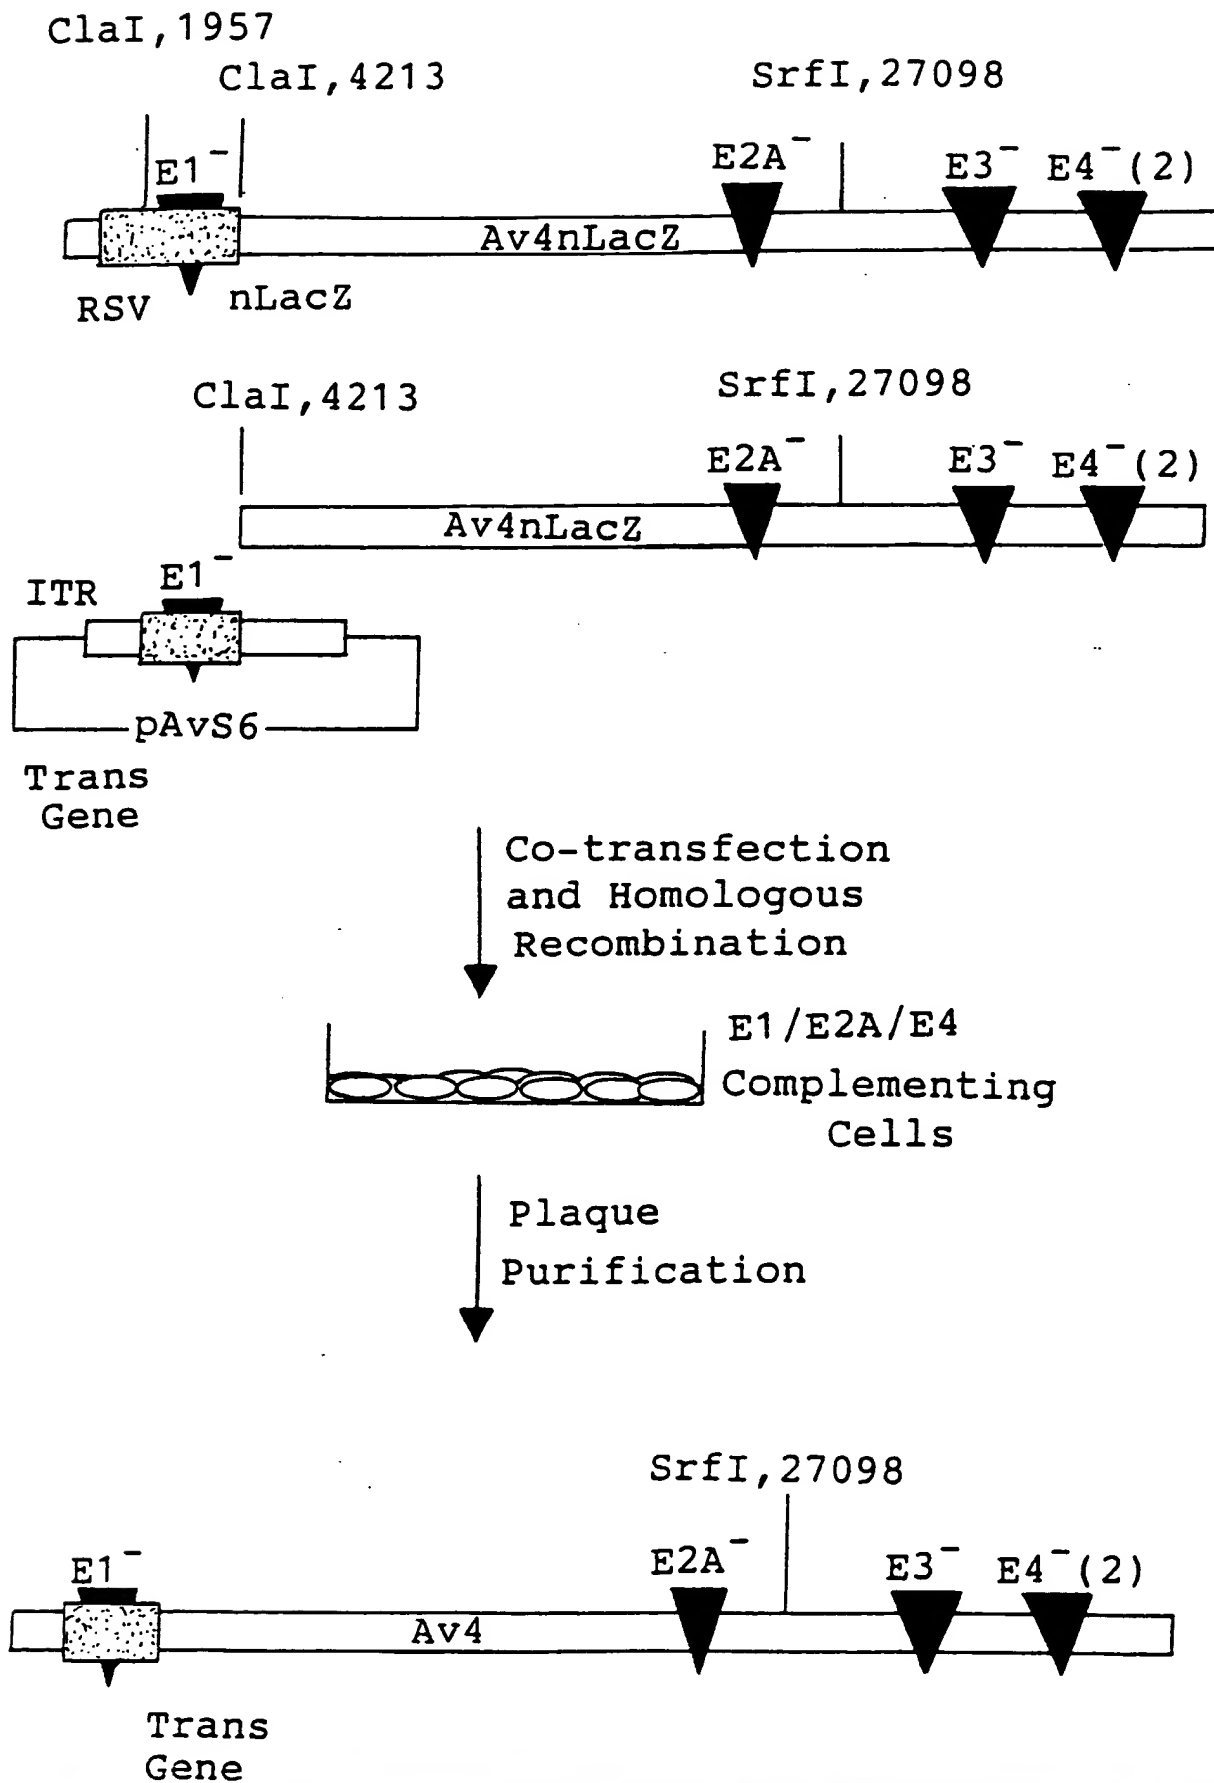 ClaI,1957
ClaI,4213
SrfI,27098
E1⁻
E2A⁻
E3⁻
E4⁻(2)
Av4nLacZ
RSV
nLacZ
ClaI,4213
SrfI,27098
E2A⁻
E3⁻
E4⁻(2)
Av4nLacZ
ITR
E1⁻
pAvS6
Trans
Gene
Co-transfection
and Homologous
Recombination
E1/E2A/E4
Complementing
Cells
Plaque
Purification
SrfI,27098
E1⁻
E2A⁻
E3⁻
E4⁻(2)
Av4
Trans
Gene